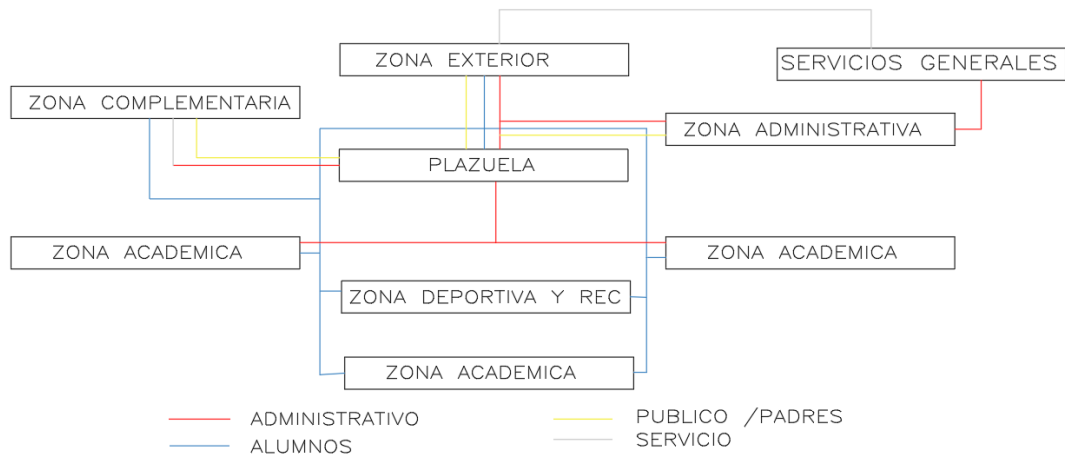 ZONA EXTERIOR
SERVICIOS GENERALES
ZONA COMPLEMENTARIA
ZONA ADMINISTRATIVA
PLAZUELA
ZONA ACADEMICA
ZONA ACADEMICA
ZONA DEPORTIVA Y REC
ZONA ACADEMICA
ADMINISTRATIVO
PUBLICO /PADRES
ALUMNOS
SERVICIO